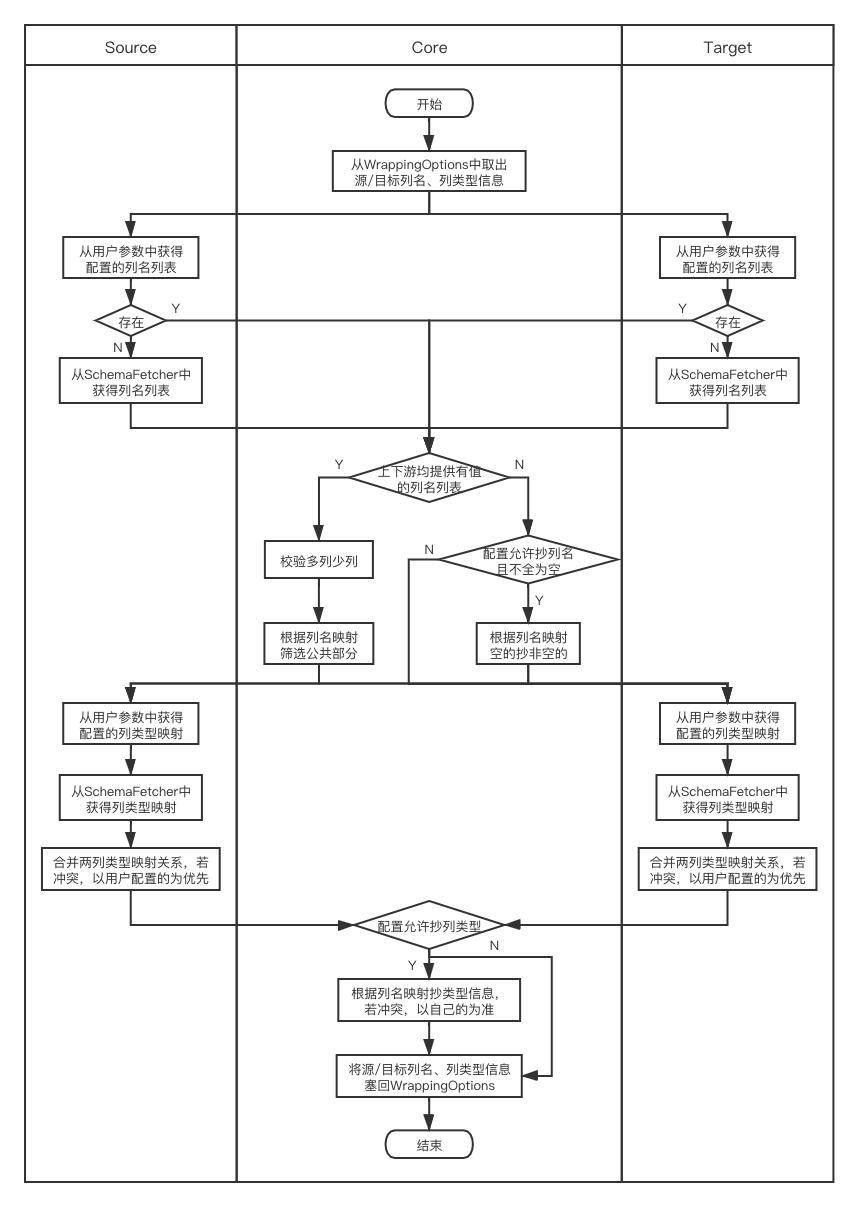 Source
Core
Target
开始
从WrappingOptions中取出
源/目标列名、列类型信息
从用户参数中获得
配置的列名列表
从用户参数中获得
配置的列名列表
存在
Y
Y
存在
N
N
从SchemaFetcher中
获得列名列表
从SchemaFetcher中
获得列名列表
Y
上下游均提供有值
的列名列表
N
校验多列少列
N
配置允许抄列名
且不全为空
Y
根据列名映射
筛选公共部分
根据列名映射
空的抄非空的
从用户参数中获得
配置的列类型映射
从用户参数中获得
配置的列类型映射
从SchemaFetcher中
获得列类型映射
从SchemaFetcher中
获得列类型映射
合并两列类型映射关系，若
冲突，以用户配置的为优先
合并两列类型映射关系，若
冲突，以用户配置的为优先
配置允许抄列类型
N
Y
根据列名映射抄类型信息，
若冲突，以自己的为准
将源/目标列名、列类型信息
塞回WrappingOptions
结束